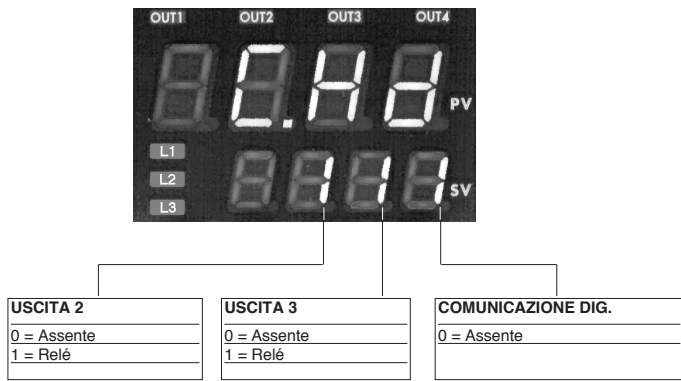 OUT1 OUT2 OUT3 OUT4
C.Hd
PV
L1
L2
L3
111
SV
USCITA 2
0 = Assente
1 = Relé
USCITA 3
0 = Assente
1 = Relé
COMUNICAZIONE DIG.
0 = Assente